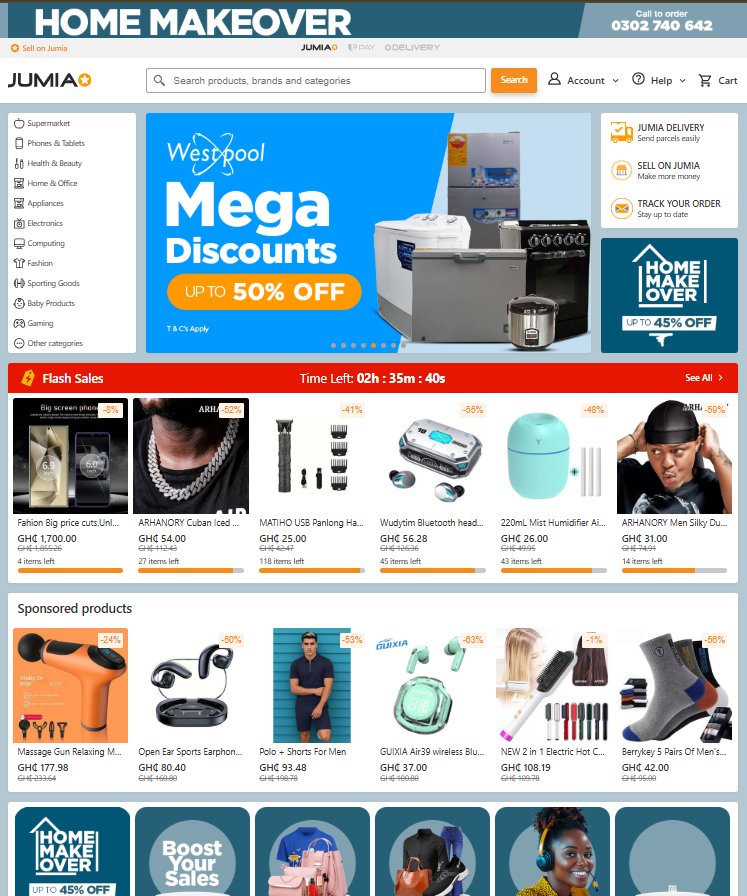 HOME MAKEOVER
Call to order
0302 740 642
Sell on Jumia
JUMIA
PAY
DELIVERY
JUMIA
Search products, brands and categories
Search
Account
Help
Cart
Supermarket
Phones & Tablets
Health & Beauty
Home & Office
Appliances
Electronics
Computing
Fashion
Sporting Goods
Baby Products
Gaming
Other categories
Westpool
Mega
Discounts
UP TO 50% OFF
T & C's Apply
JUMIA DELIVERY
Send parcels easily
SELL ON JUMIA
Make more money
TRACK YOUR ORDER
Stay up to date
HOME
MAKE
OVER
UP TO 45% OFF
Flash Sales
Time Left: 02h : 35m : 40s
See All
Big screen phone
-8%
6.9
6.0
Fahion Big price cuts,Unl...
GH₵ 1,700.00
GH₵ 1,855.26
4 items left
ARHA
-52%
ARHANORY Cuban Iced ...
GH₵ 54.00
GH₵ 112.43
27 items left
-41%
MATIHO USB Panlong Ha...
GH₵ 25.00
GH₵ 42.47
118 items left
-55%
Wudytim Bluetooth head...
GH₵ 56.28
GH₵ 126.36
45 items left
-48%
220mL Mist Humidifier Ai...
GH₵ 26.00
GH₵ 49.95
43 items left
ARH
-59%
ARHANORY Men Silky Du...
GH₵ 31.00
GH₵ 74.91
14 items left
Sponsored products
-24%
Massage Gun Relaxing M...
GH₵ 177.98
GH₵ 233.64
-50%
Open Ear Sports Earphon...
GH₵ 80.40
GH₵ 160.80
-53%
Polo + Shorts For Men
GH₵ 93.48
GH₵ 198.78
GUIXIA
-63%
GUIXIA Air39 wireless Blu...
GH₵ 37.00
GH₵ 100.80
-1%
NEW 2 in 1 Electric Hot C...
GH₵ 108.19
GH₵ 109.78
-56%
Berrykey 5 Pairs Of Men's...
GH₵ 42.00
GH₵ 95.00
HOME
MAKE
OVER
UP TO 45% OFF
Boost
Your
Sales